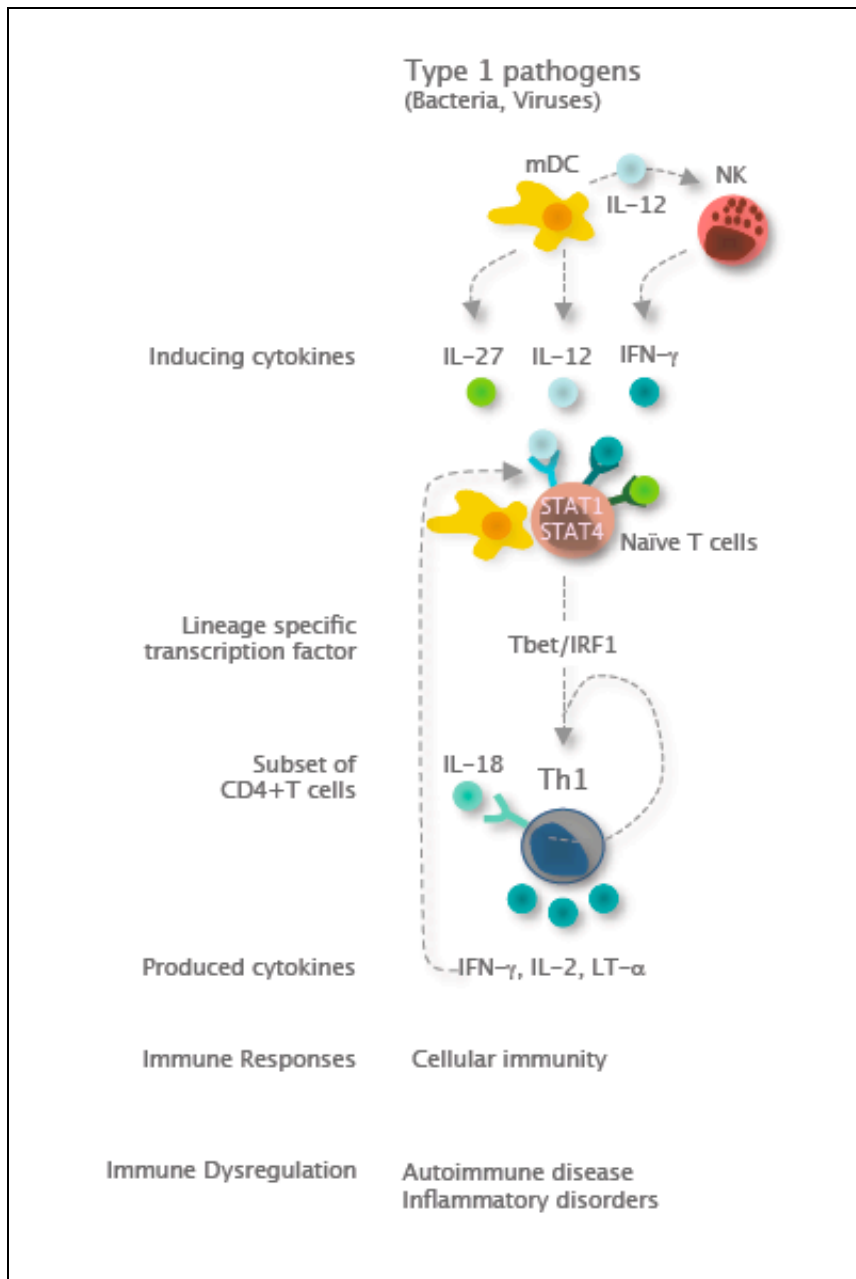 Type 1 pathogens
(Bacteria, Viruses)
mDC
NK
IL-12
Inducing cytokines
IL-27
IL-12
IFN-γ
STAT1
STAT4
Naïve T cells
Lineage specific
transcription factor
Tbet/IRF1
Subset of
CD4+T cells
IL-18
Th1
Produced cytokines
IFN-γ, IL-2, LT-α
Immune Responses
Cellular immunity
Immune Dysregulation
Autoimmune disease
Inflammatory disorders